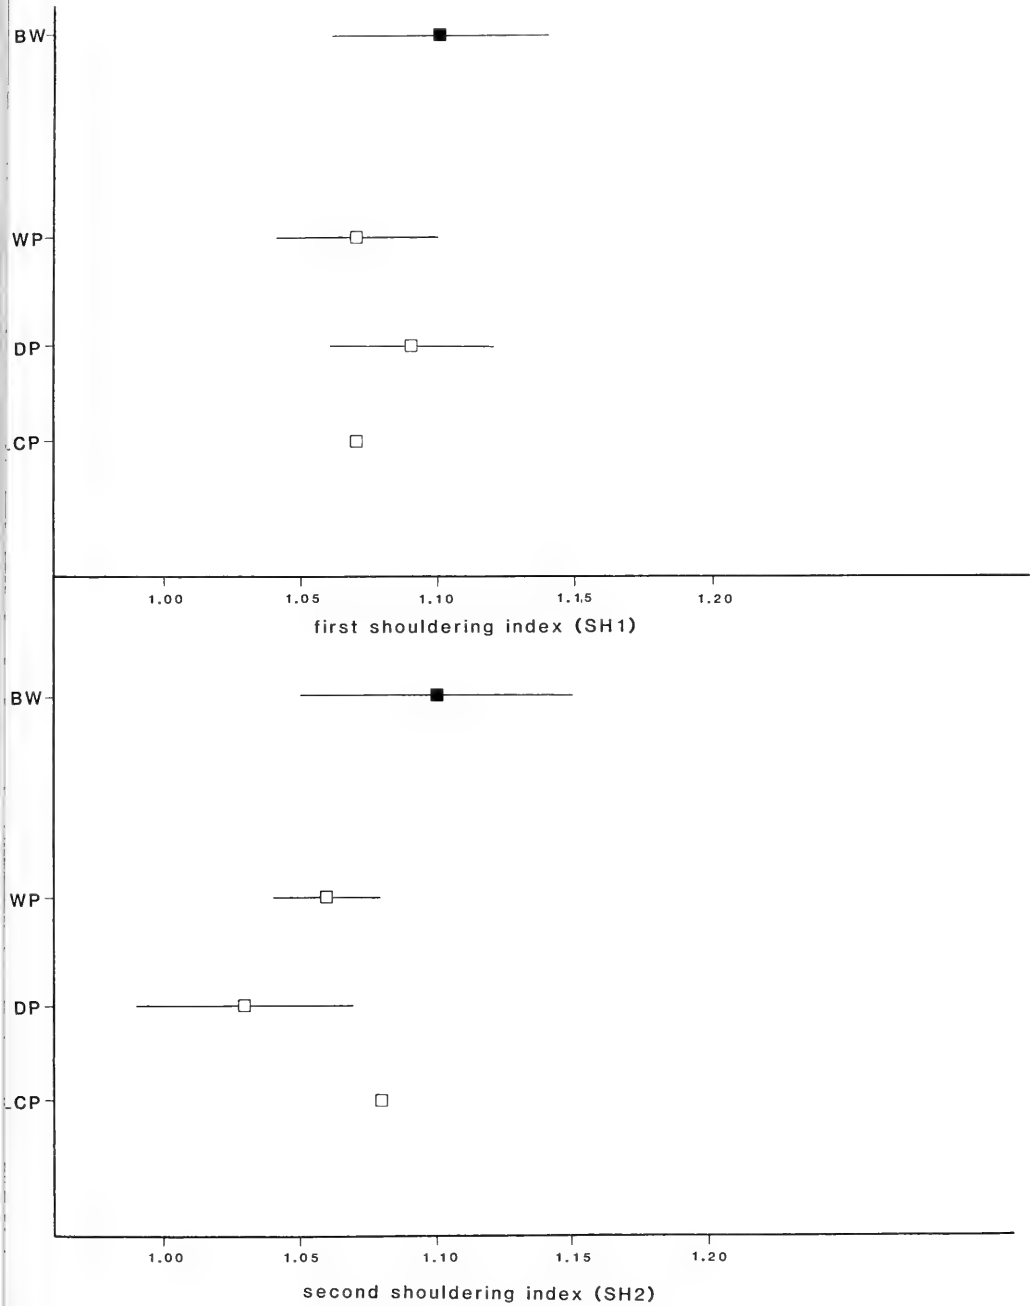 BW
WP
DP
CP
1.00 1.05 1.10 1.15 1.20
first shouldering index (SH1)
BW
WP
DP
CP
1.00 1.05 1.10 1.15 1.20
second shouldering index (SH2)